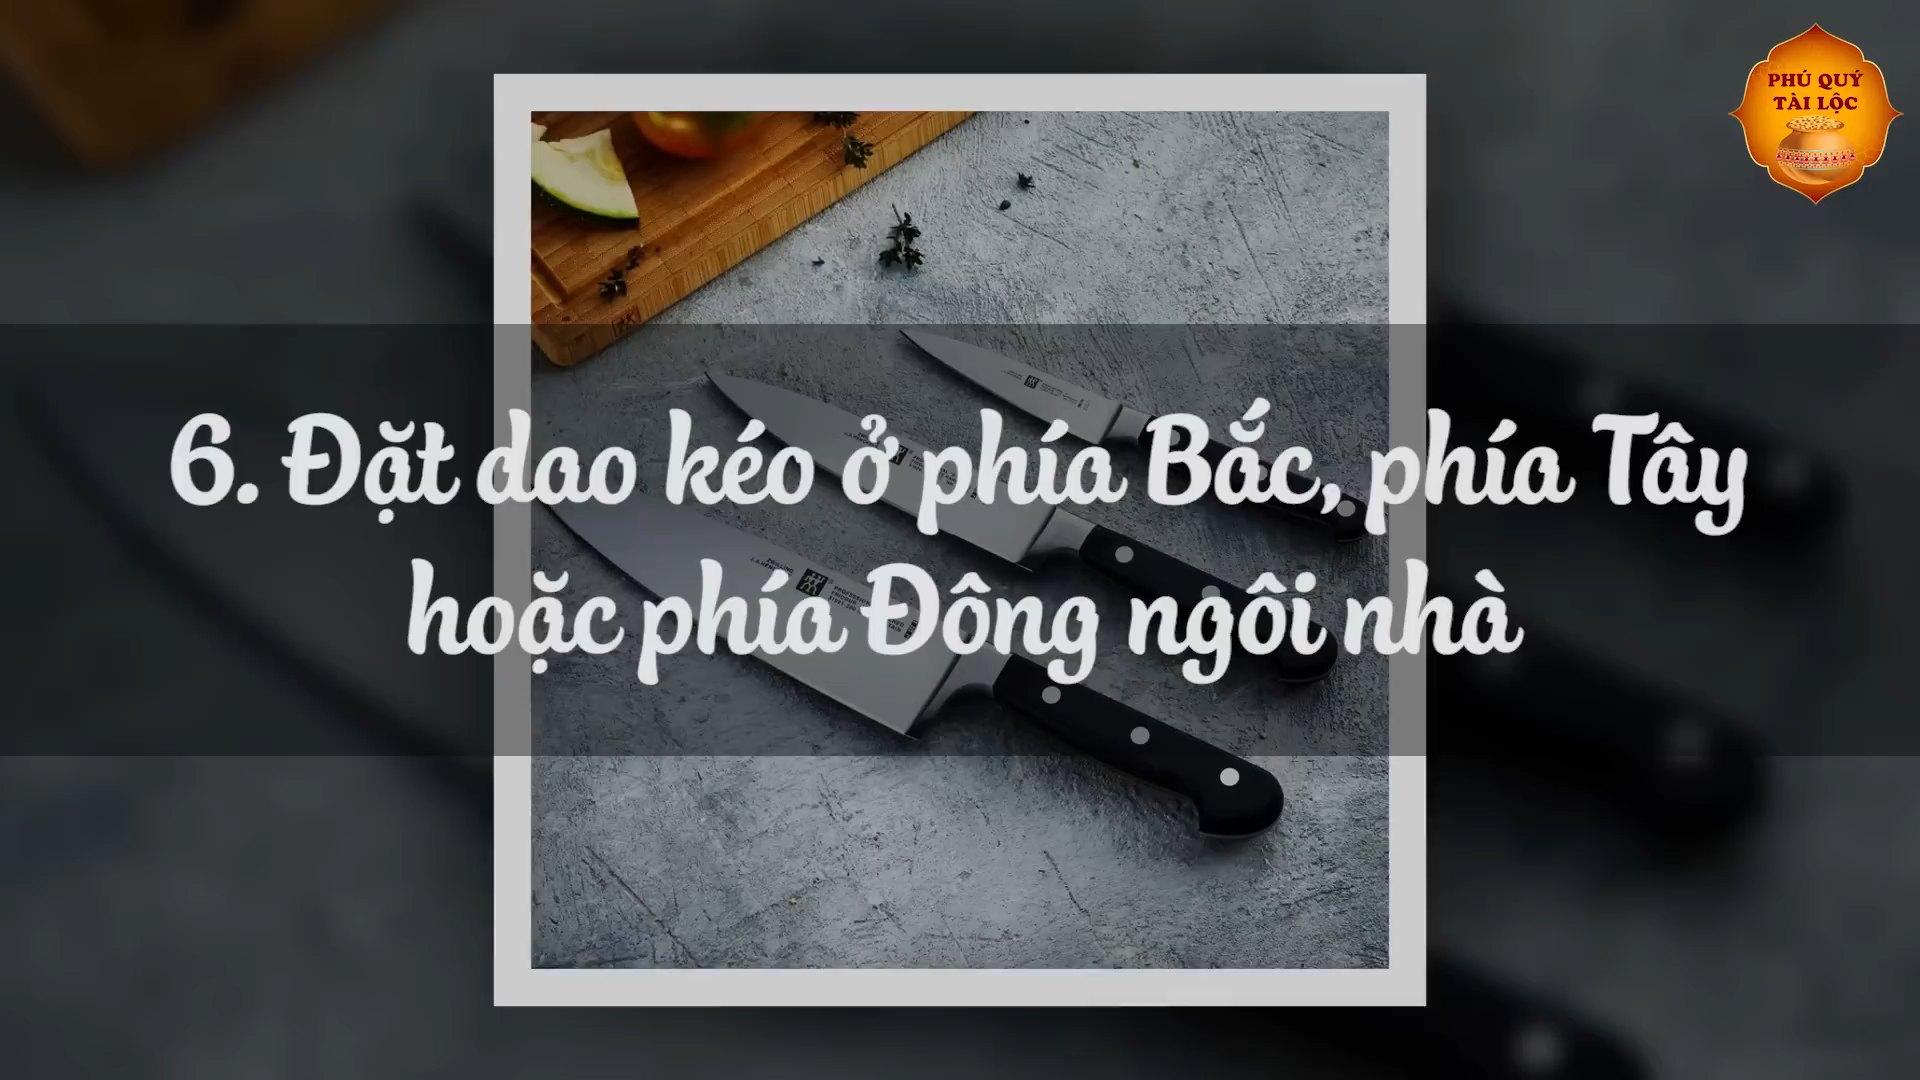 PHÚ QUÝ
TÀI LỘC
6. Đặt dao kéo ở phía Bắc, phía Tây
hoặc phía Đông ngôi nhà